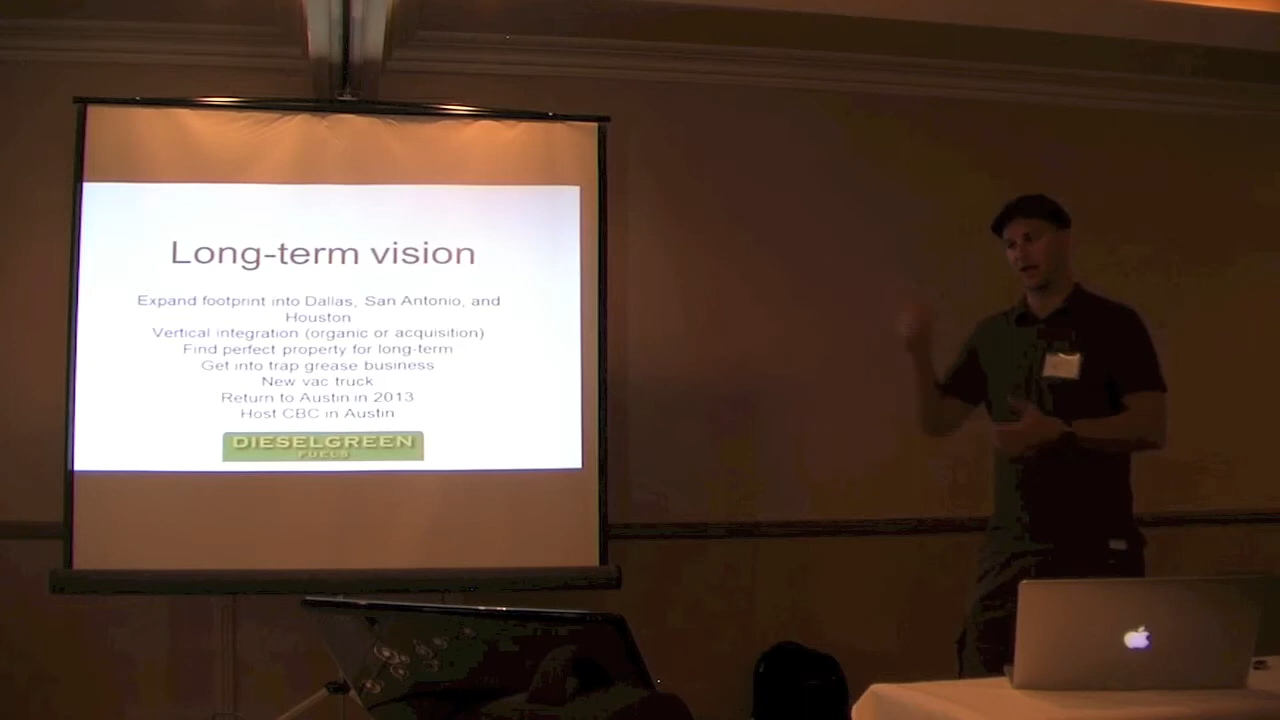 Long-term vision
Expand footprint into Dallas, San Antonio, and
Houston
Vertical integration (organic or acquisition)
Find perfect property for long-term
Get into trap grease business
New vac truck
Return to Austin in 2013
Host CBC in Austin
DIESELGREEN
FUELS